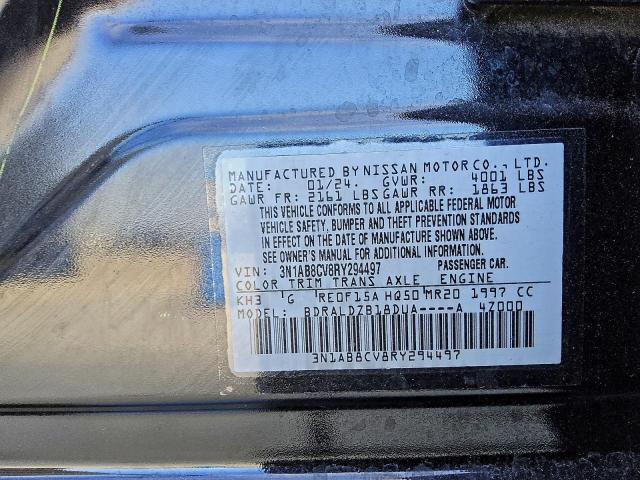 MANUFACTURED BY NISSAN MOTOR CO., LTD.
DATE: 01/24. GVWR: 4001 LBS
GAWR FR: 2161 LBS GAWR RR: 1863 LBS
THIS VEHICLE CONFORMS TO ALL APPLICABLE FEDERAL MOTOR
VEHICLE SAFETY, BUMPER AND THEFT PREVENTION STANDARDS
IN EFFECT ON THE DATE OF MANUFACTURE SHOWN ABOVE.
SEE OWNER'S MANUAL FOR ADDITIONAL INFORMATION.
VIN: 3N1AB8CV8RY294497 PASSENGER CAR.
COLOR TRIM TRANS AXLE ENGINE
KH3 G RE0F15A HQ50 MR20 1997 CC
MODEL: BDRALDZB18DUA----A 4Z000
3N1AB8CV8RY294497